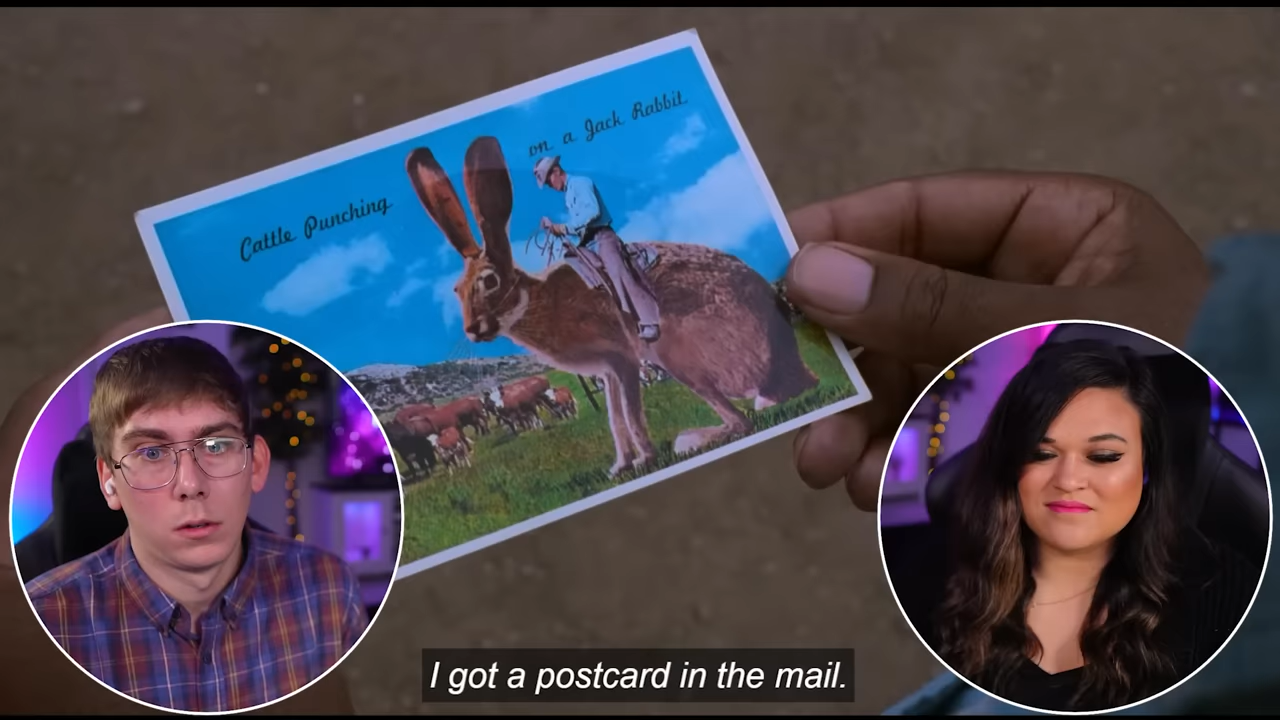 Cattle Punching
on a Jack Rabbit
I got a postcard in the mail.